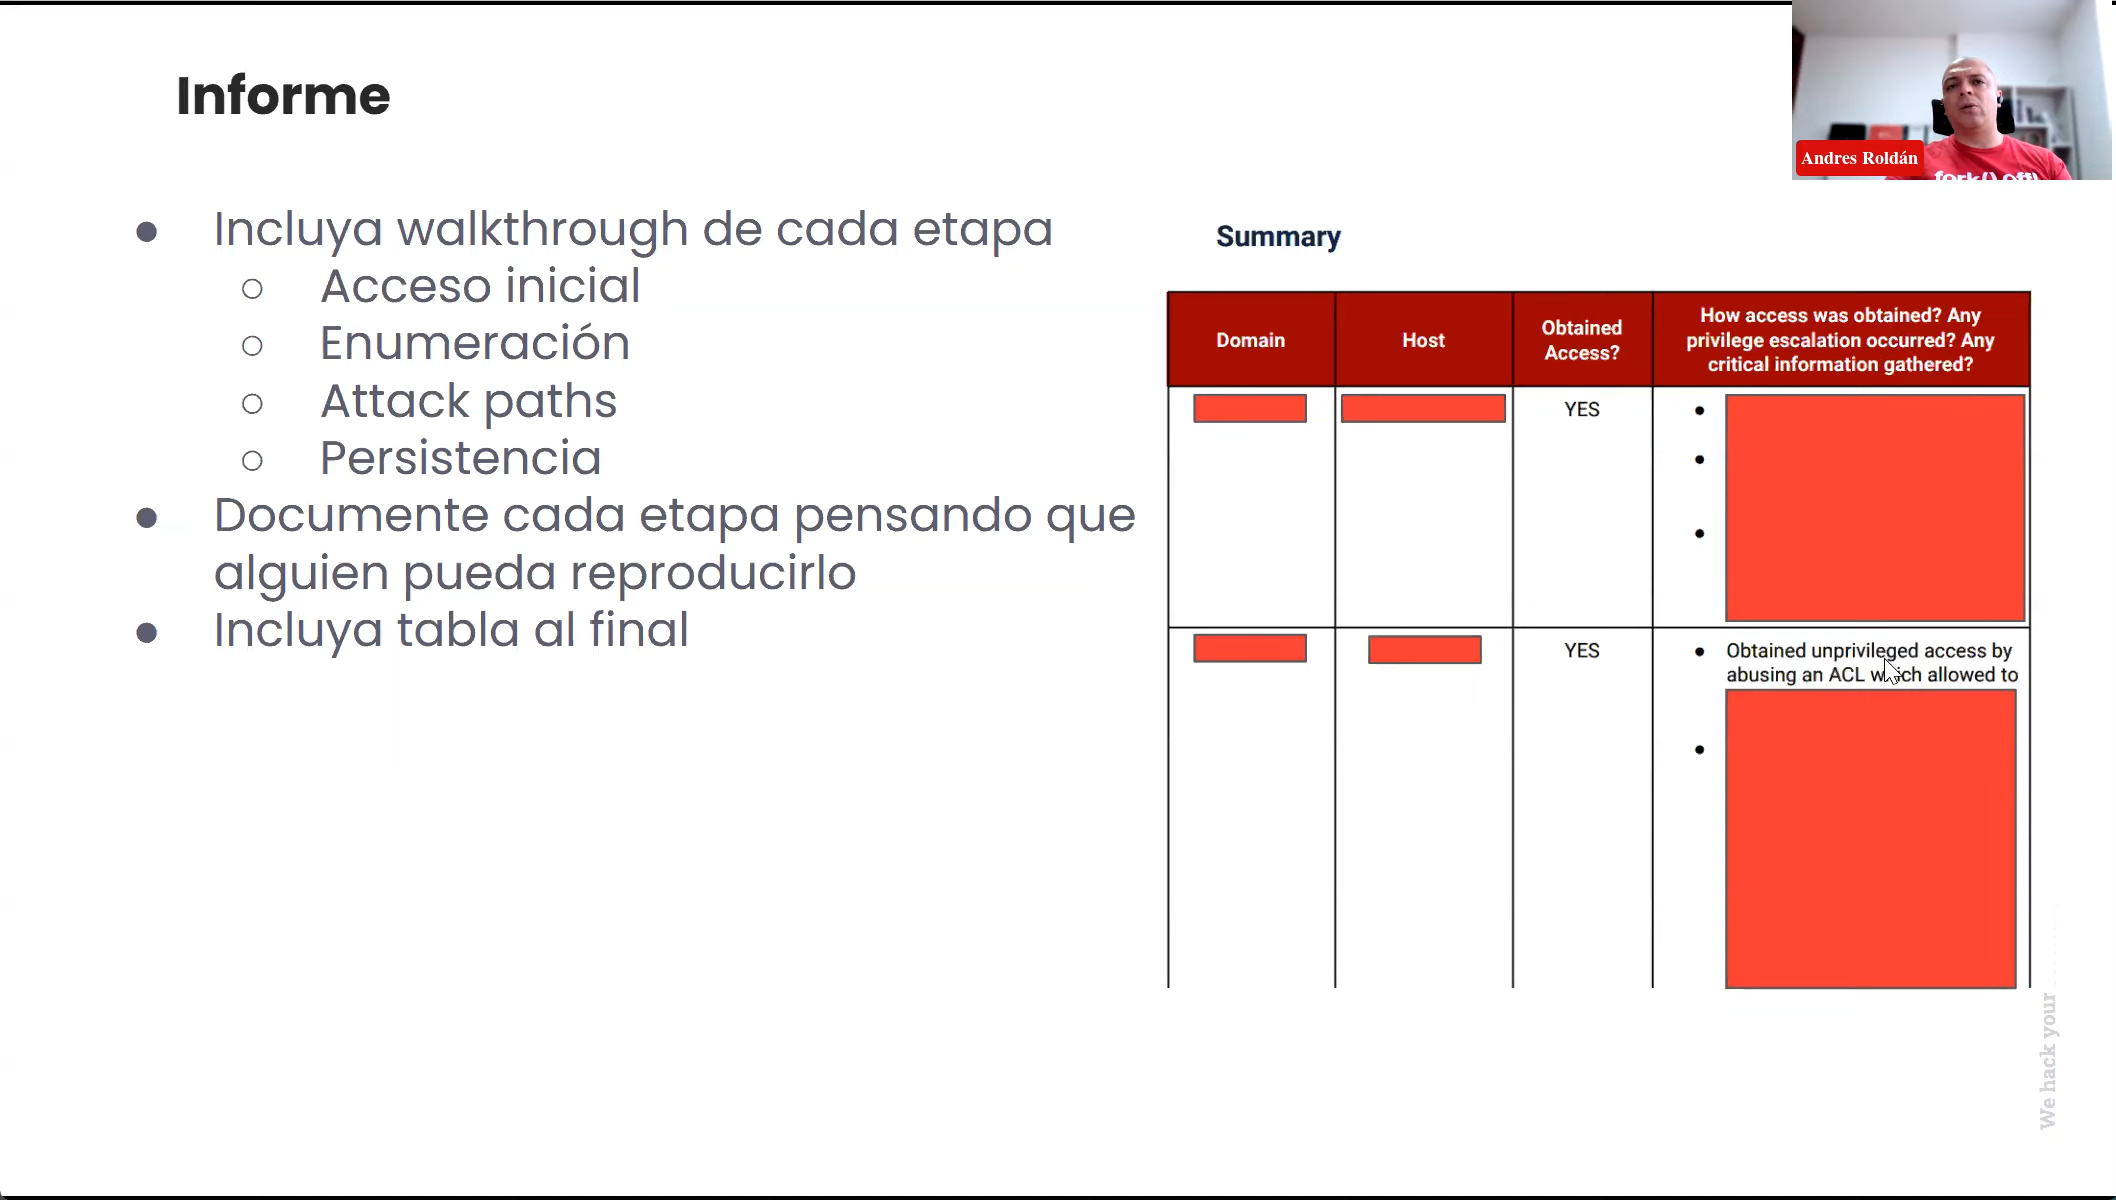 Informe
Andres Roldán
● Incluya walkthrough de cada etapa
○ Acceso inicial
○ Enumeración
○ Attack paths
○ Persistencia
● Documente cada etapa pensando que
alguien pueda reproducirlo
● Incluya tabla al final
Summary
Domain
Host
Obtained
Access?
How access was obtained? Any
privilege escalation occurred? Any
critical information gathered?
YES
YES
● Obtained unprivileged access by
abusing an ACL which allowed to
We hack your